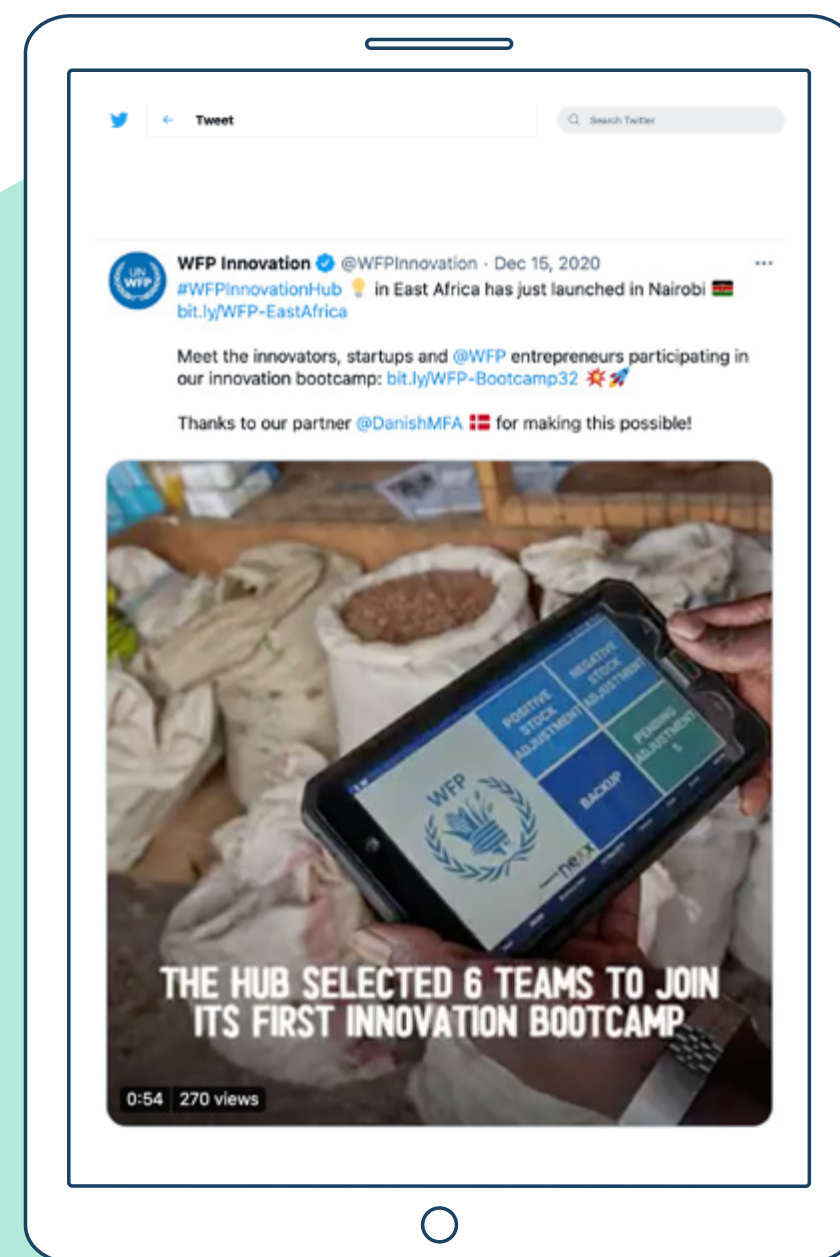 Tweet
Search Twitter
WFP Innovation @WFPInnovation · Dec 15, 2020
#WFPInnovationHub 💡 in East Africa has just launched in Nairobi 🇰🇪
bit.ly/WFP-EastAfrica
Meet the innovators, startups and @WFP entrepreneurs participating in
our innovation bootcamp: bit.ly/WFP-Bootcamp32 💥🚀
Thanks to our partner @DanishMFA 🇩🇰 for making this possible!
UN
WFP
POSITIVE
STOCK
ADJUSTMENT
NEGATIVE
STOCK
ADJUSTMENT
BACKUP
PENDING
ADJUSTMENT
S
WFP
THE HUB SELECTED 6 TEAMS TO JOIN
ITS FIRST INNOVATION BOOTCAMP
0:54 270 views